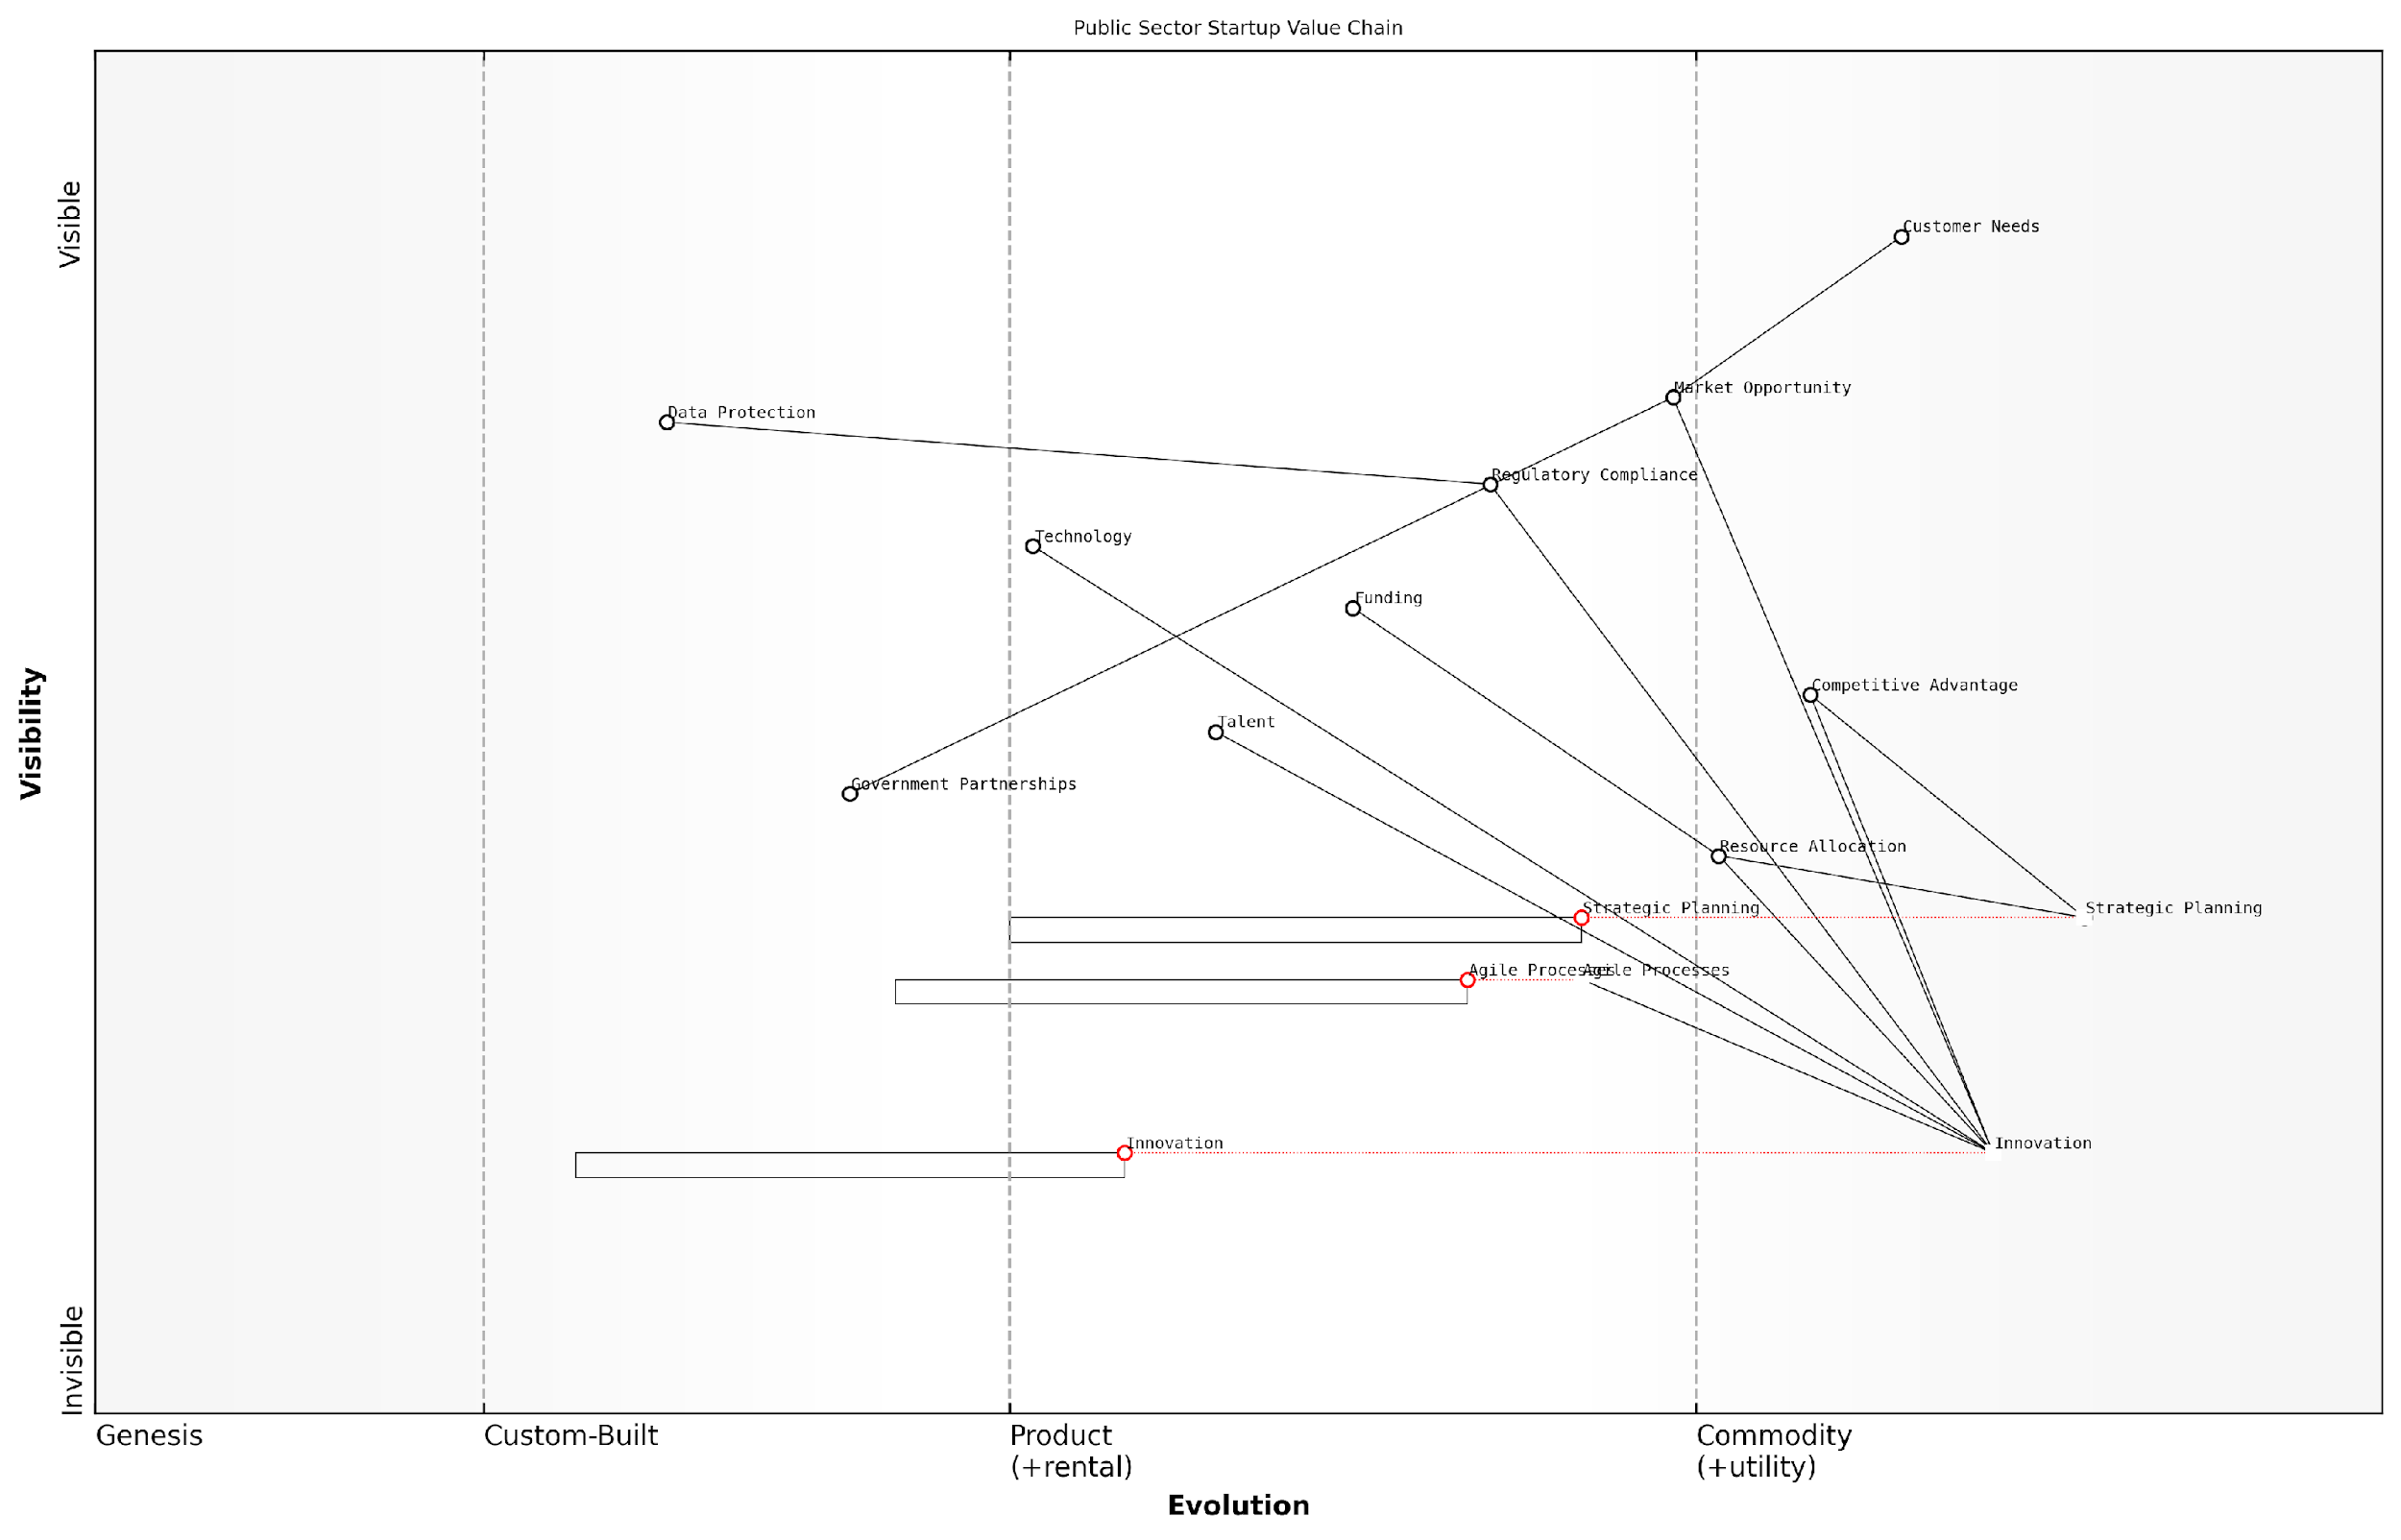 Public Sector Startup Value Chain
Visible
Customer Needs
Market Opportunity
Data Protection
Regulatory Compliance
Technology
Funding
Competitive Advantage
Talent
Government Partnerships
Visibility
Resource Allocation
Strategic Planning
Strategic Planning
Agile Processes
Agile Processes
Innovation
Innovation
Invisible
Genesis
Custom-Built
Product
(+rental)
Commodity
(+utility)
Evolution